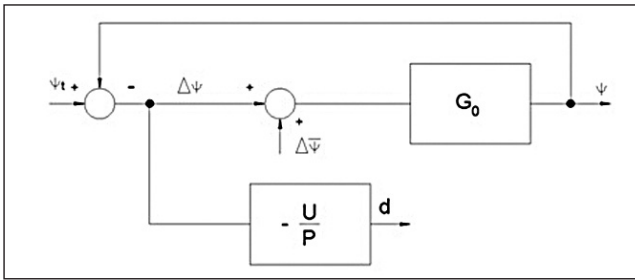 Ψt + - Δψ + + Δψ̅ G₀ ψ
- U/P d